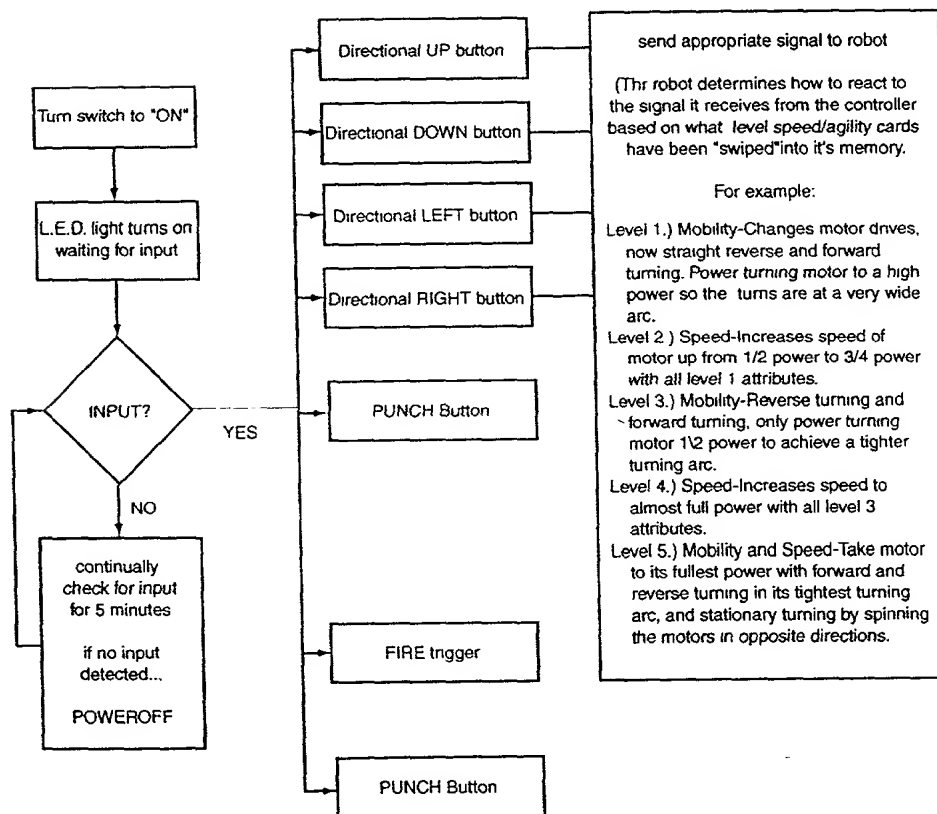 Turn switch to "ON"
L.E.D. light turns on
waiting for input
INPUT?
YES
NO
continually
check for input
for 5 minutes
if no input
detected...
POWEROFF
Directional UP button
Directional DOWN button
Directional LEFT button
Directional RIGHT button
PUNCH Button
FIRE trigger
PUNCH Button
send appropriate signal to robot
(Thr robot determines how to react to
the signal it receives from the controller
based on what level speed/agility cards
have been "swiped"into it's memory.
For example:
Level 1.) Mobility-Changes motor drives,
now straight reverse and forward
turning. Power turning motor to a high
power so the turns are at a very wide
arc.
Level 2 ) Speed-Increases speed of
motor up from 1/2 power to 3/4 power
with all level 1 attributes.
Level 3.) Mobility-Reverse turning and
forward turning, only power turning
motor 1\2 power to achieve a tighter
turning arc.
Level 4.) Speed-Increases speed to
almost full power with all level 3
attributes.
Level 5.) Mobility and Speed-Take motor
to its fullest power with forward and
reverse turning in its tightest turning
arc, and stationary turning by spinning
the motors in opposite directions.